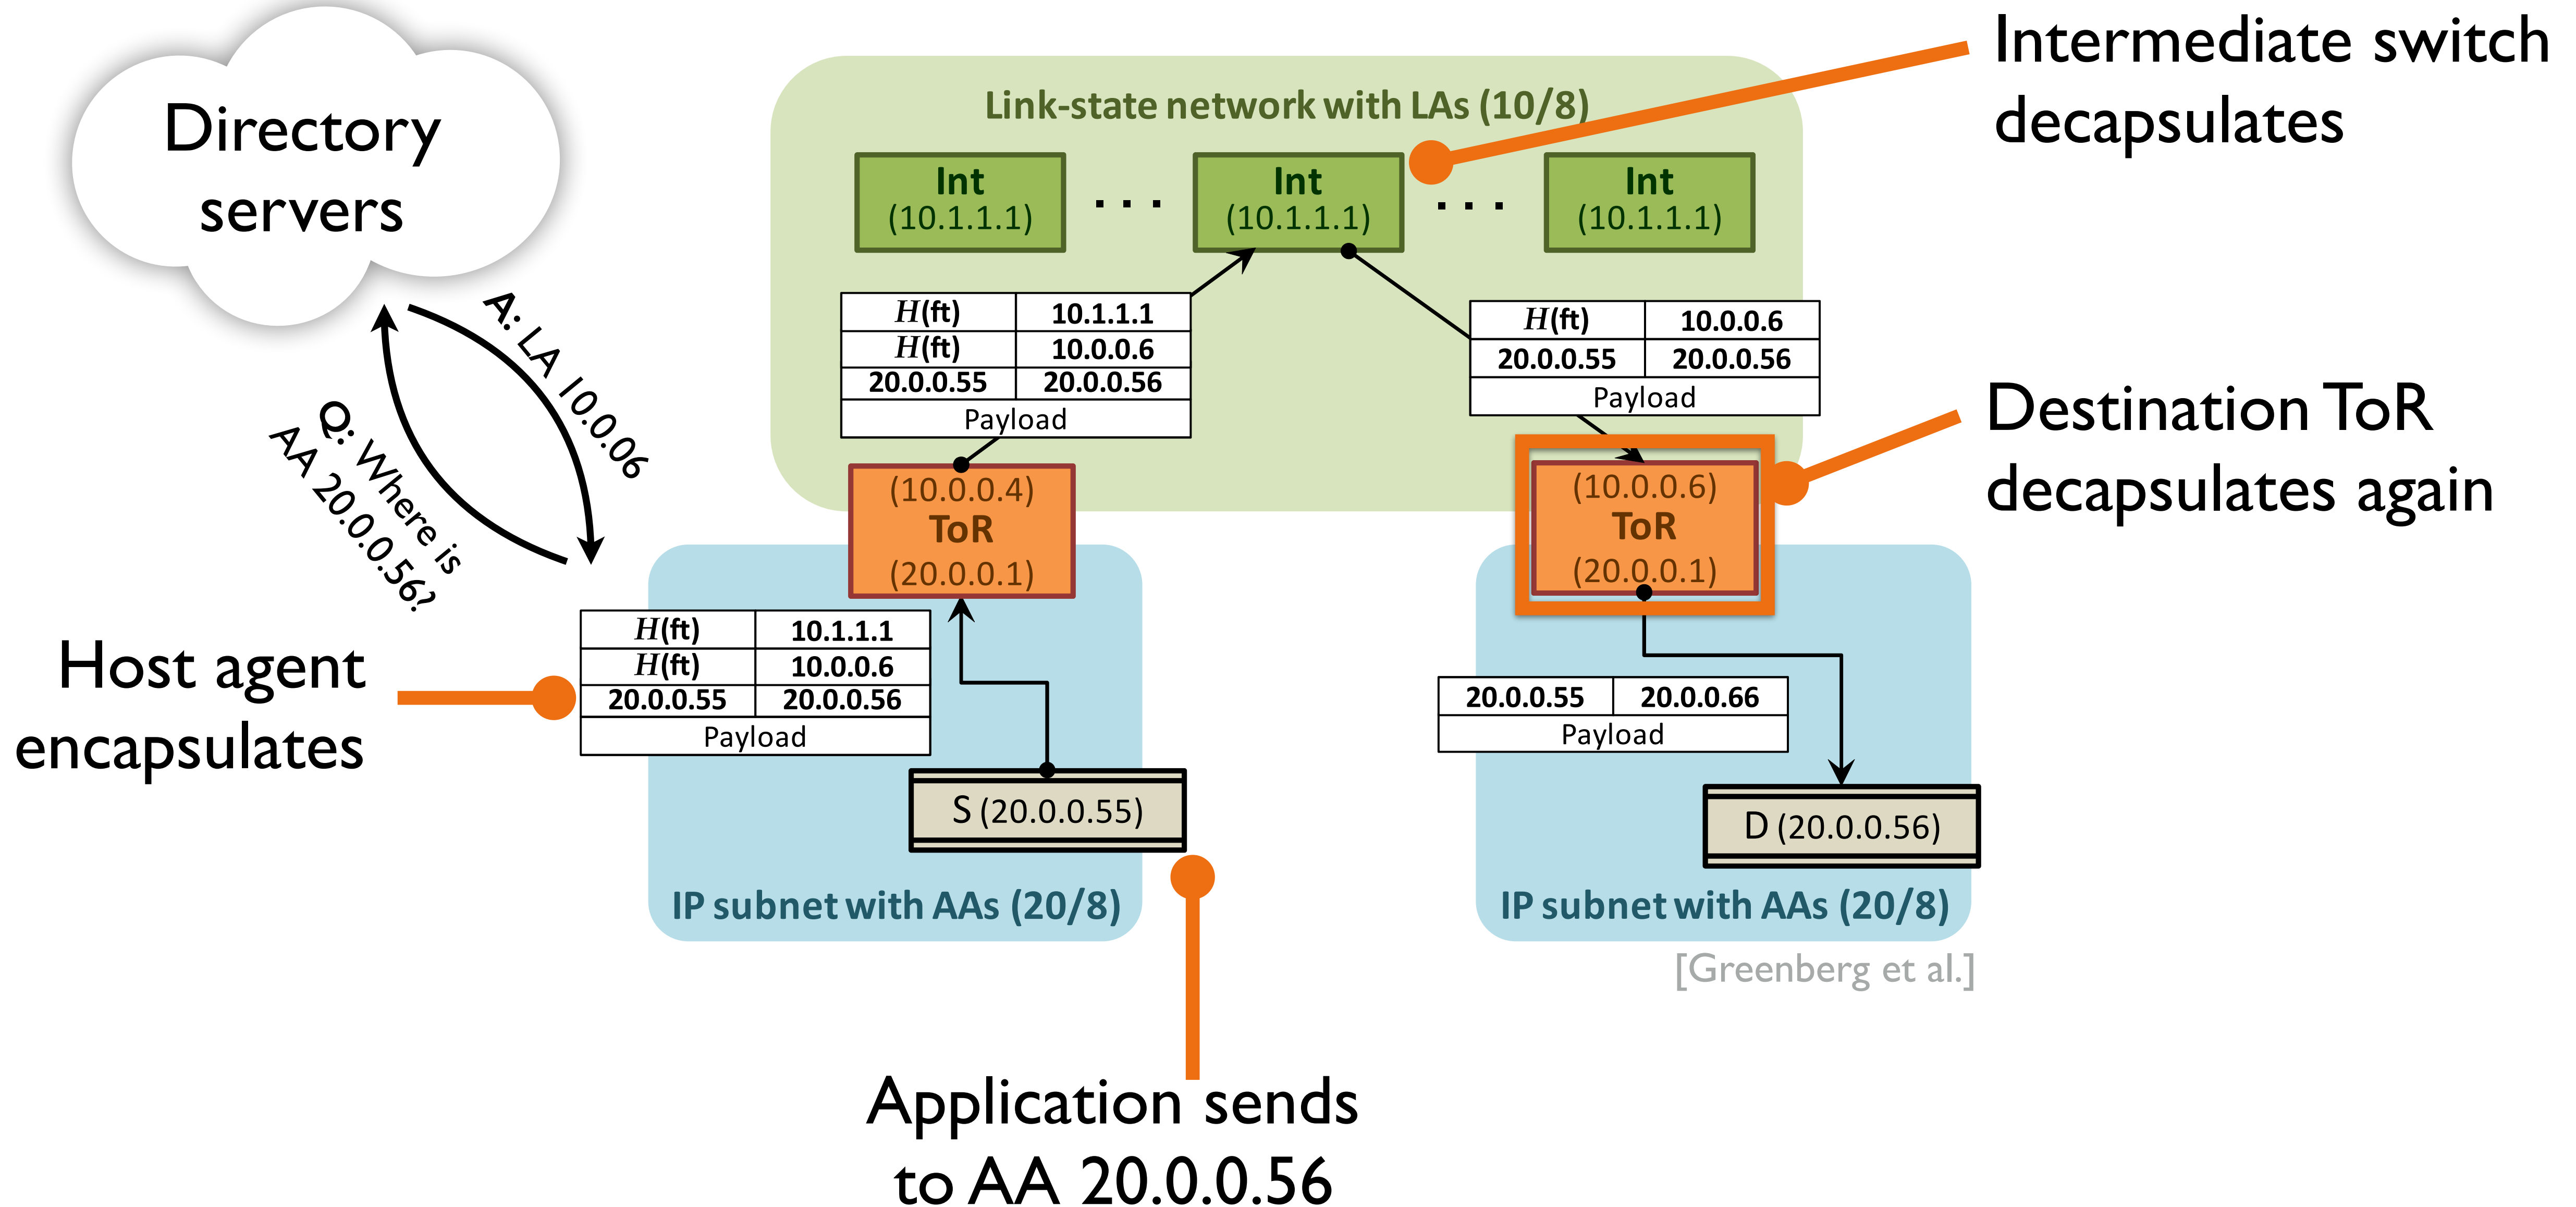 Directory
servers
A: LA 10.0.06
Q: Where is
AA 20.0.0.56?
Link-state network with LAs (10/8)
Int
(10.1.1.1)
. . .
Int
(10.1.1.1)
. . .
Int
(10.1.1.1)
Intermediate switch
decapsulates
H(ft) 10.1.1.1
H(ft) 10.0.0.6
20.0.0.55 20.0.0.56
Payload
H(ft) 10.0.0.6
20.0.0.55 20.0.0.56
Payload
(10.0.0.4)
ToR
(20.0.0.1)
(10.0.0.6)
ToR
(20.0.0.1)
Destination ToR
decapsulates again
Host agent
encapsulates
H(ft) 10.1.1.1
H(ft) 10.0.0.6
20.0.0.55 20.0.0.56
Payload
20.0.0.55 20.0.0.66
Payload
S (20.0.0.55)
D (20.0.0.56)
IP subnet with AAs (20/8)
IP subnet with AAs (20/8)
[Greenberg et al.]
Application sends
to AA 20.0.0.56